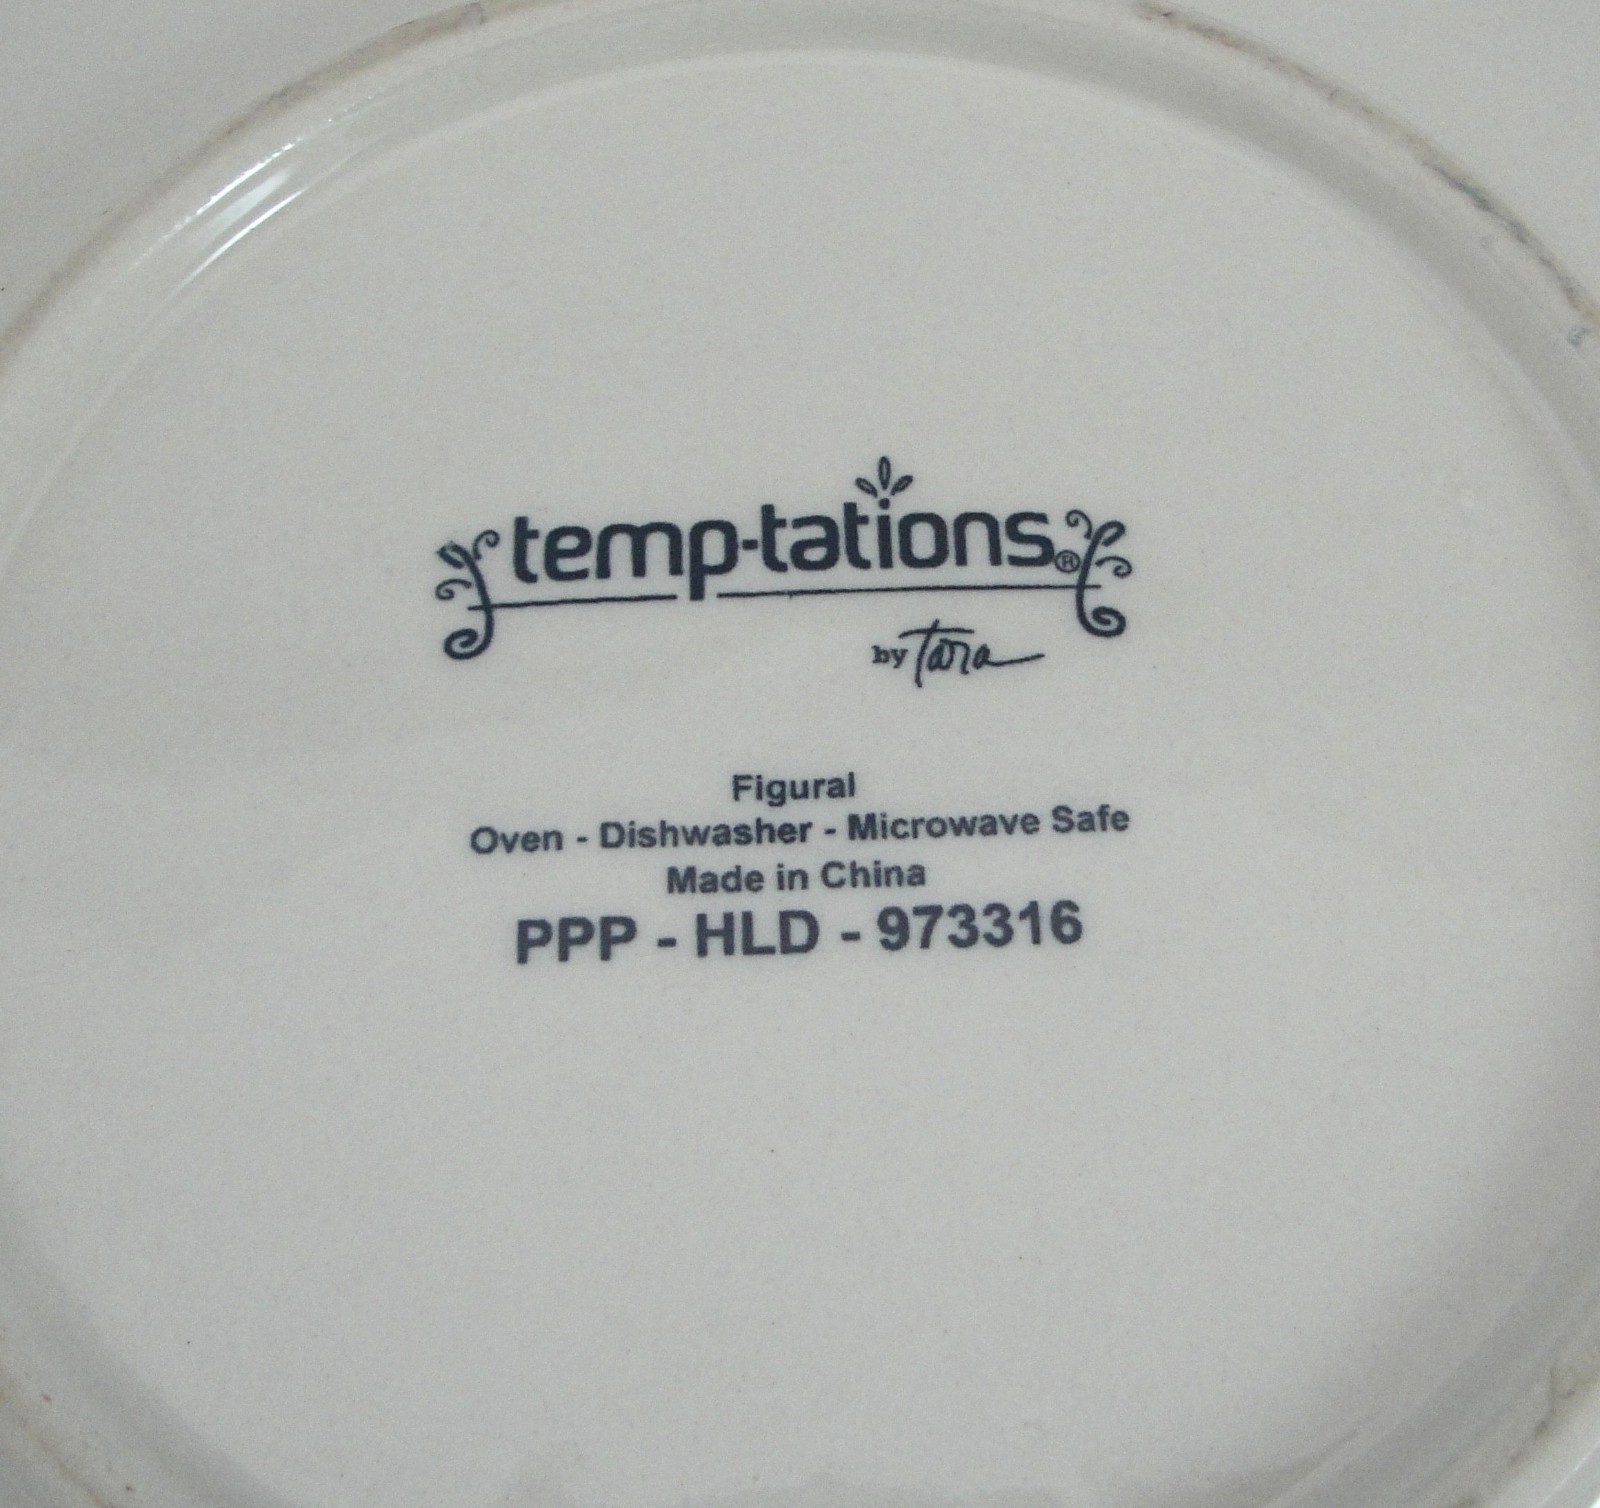 temp-tations®
by Tara
Figural
Oven - Dishwasher - Microwave Safe
Made in China
PPP - HLD - 973316